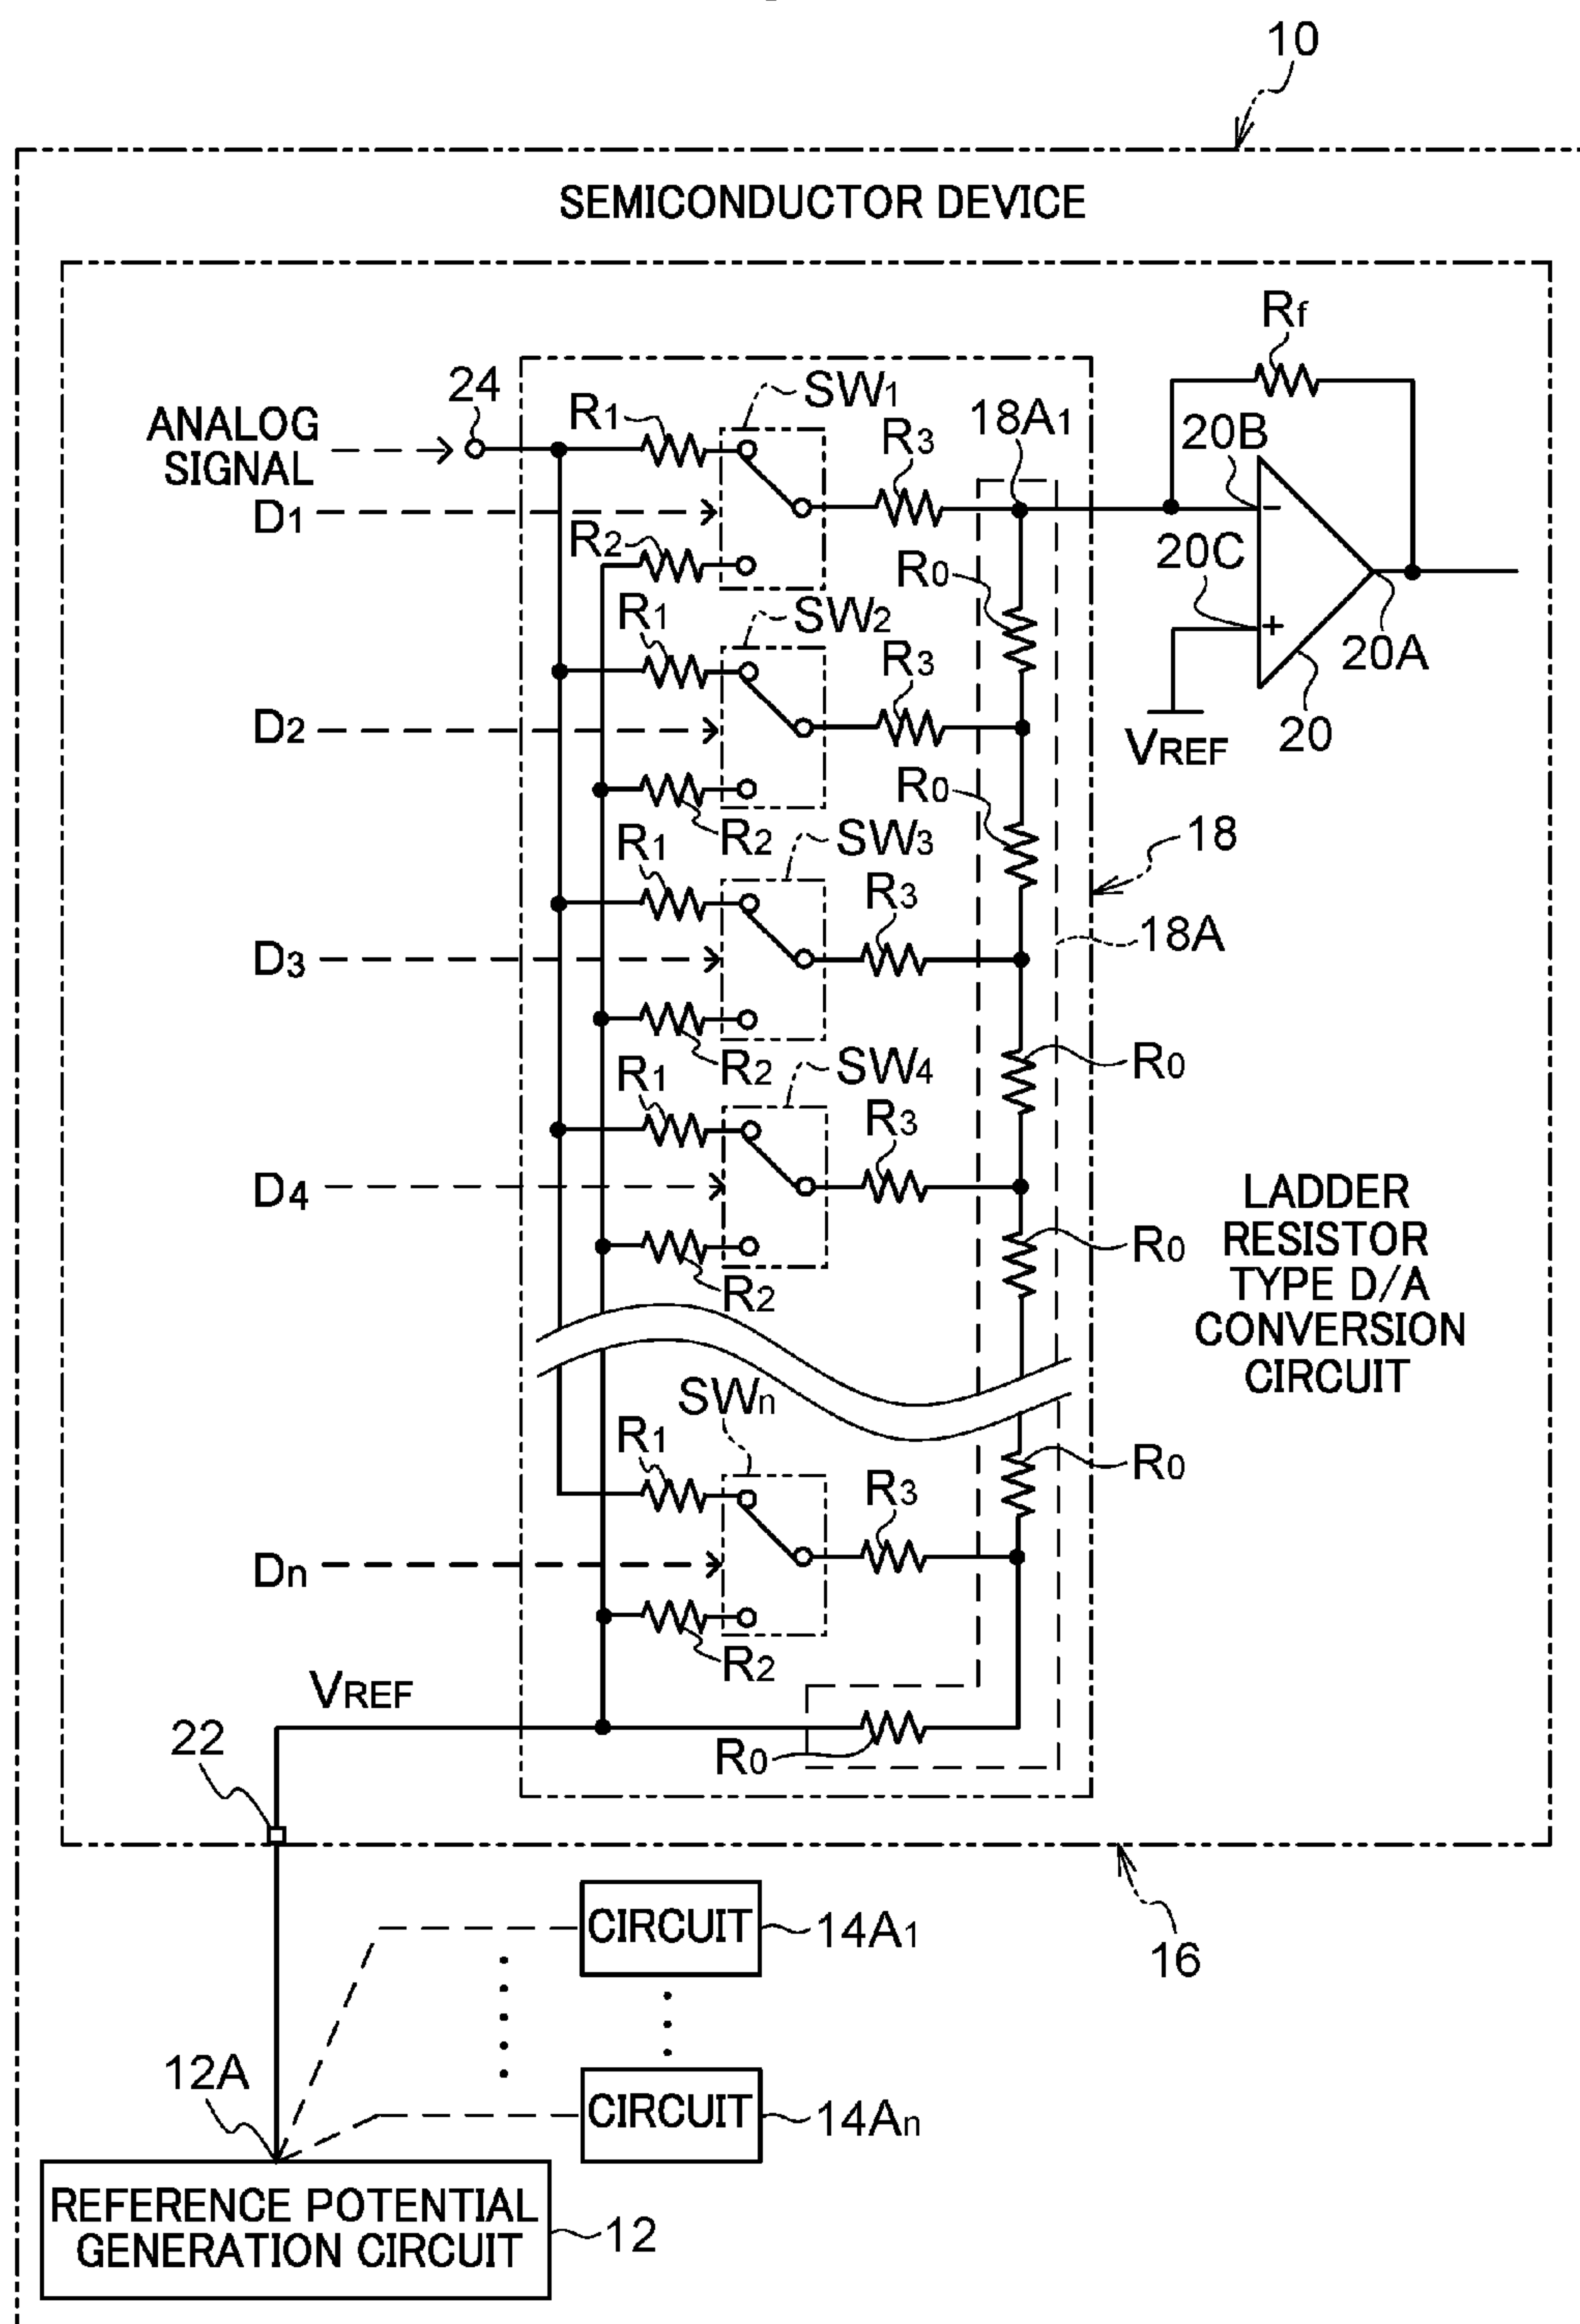 10
SEMICONDUCTOR DEVICE
Rf
24
R1
SW1
R3
18A1
20B
ANALOG
SIGNAL
D1
R2
R0
20C
−
+
20A
20
VREF
R1
SW2
R3
D2
R0
R2
R1
SW3
R3
18
18A
D3
R2
R0
R1
SW4
R3
D4
R2
R0
LADDER
RESISTOR
TYPE D/A
CONVERSION
CIRCUIT
SWn
R1
R3
R0
Dn
R2
VREF
R0
22
16
CIRCUIT
14A1
12A
CIRCUIT
14An
REFERENCE POTENTIAL
GENERATION CIRCUIT
12